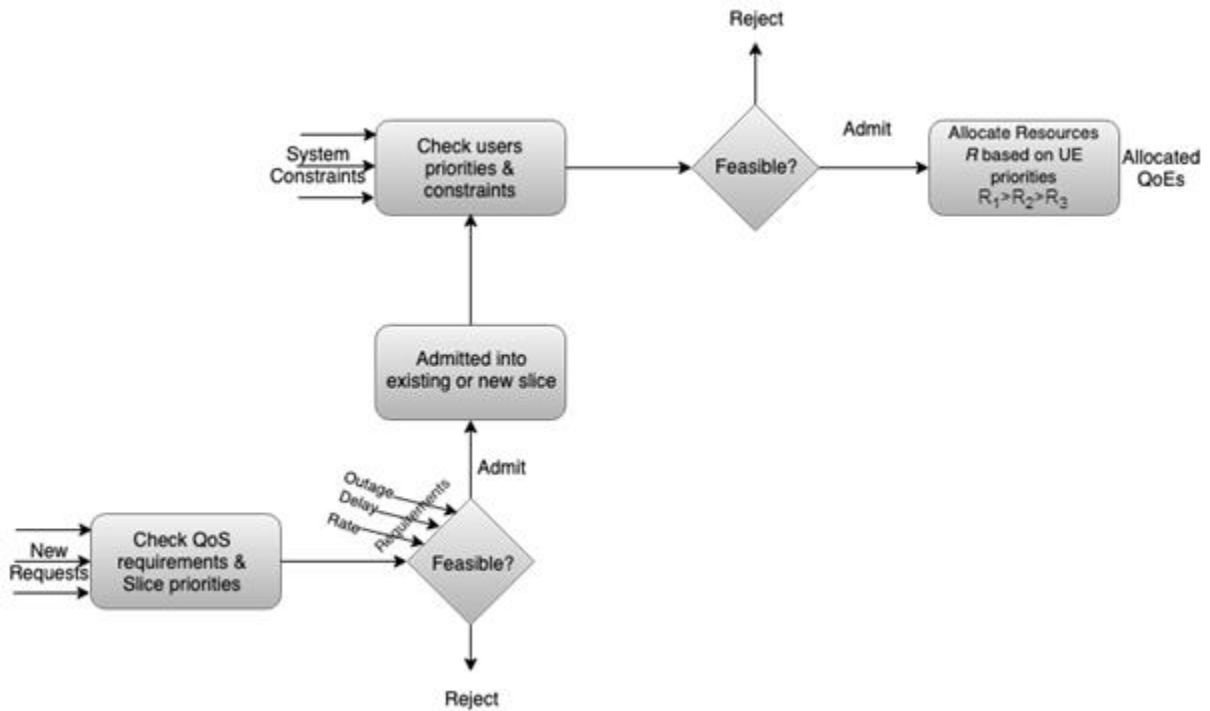 Reject
System
Constraints
Check users
priorities &
constraints
Feasible?
Admit
Allocate Resources
R based on UE
priorities
R₁>R₂>R₃
Allocated
QoEs
Admitted into
existing or new slice
Admit
Outage
Delay
Rate
Requirements
New
Requests
Check QoS
requirements &
Slice priorities
Feasible?
Reject